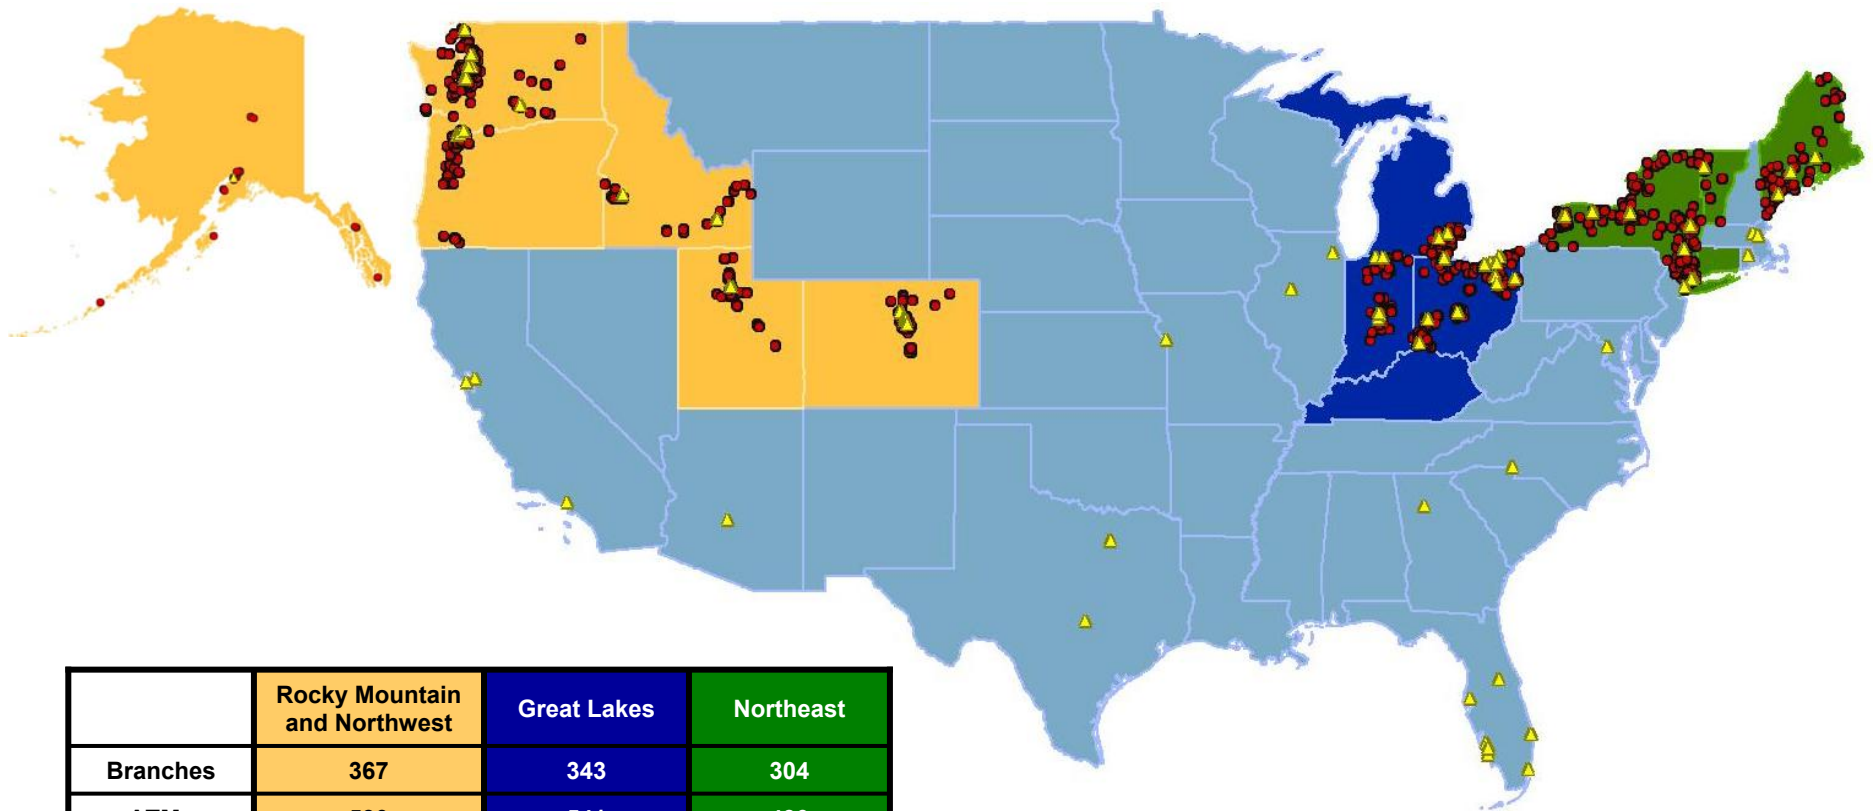 Rocky Mountain and Northwest
Great Lakes
Northeast
Branches 367 343 304